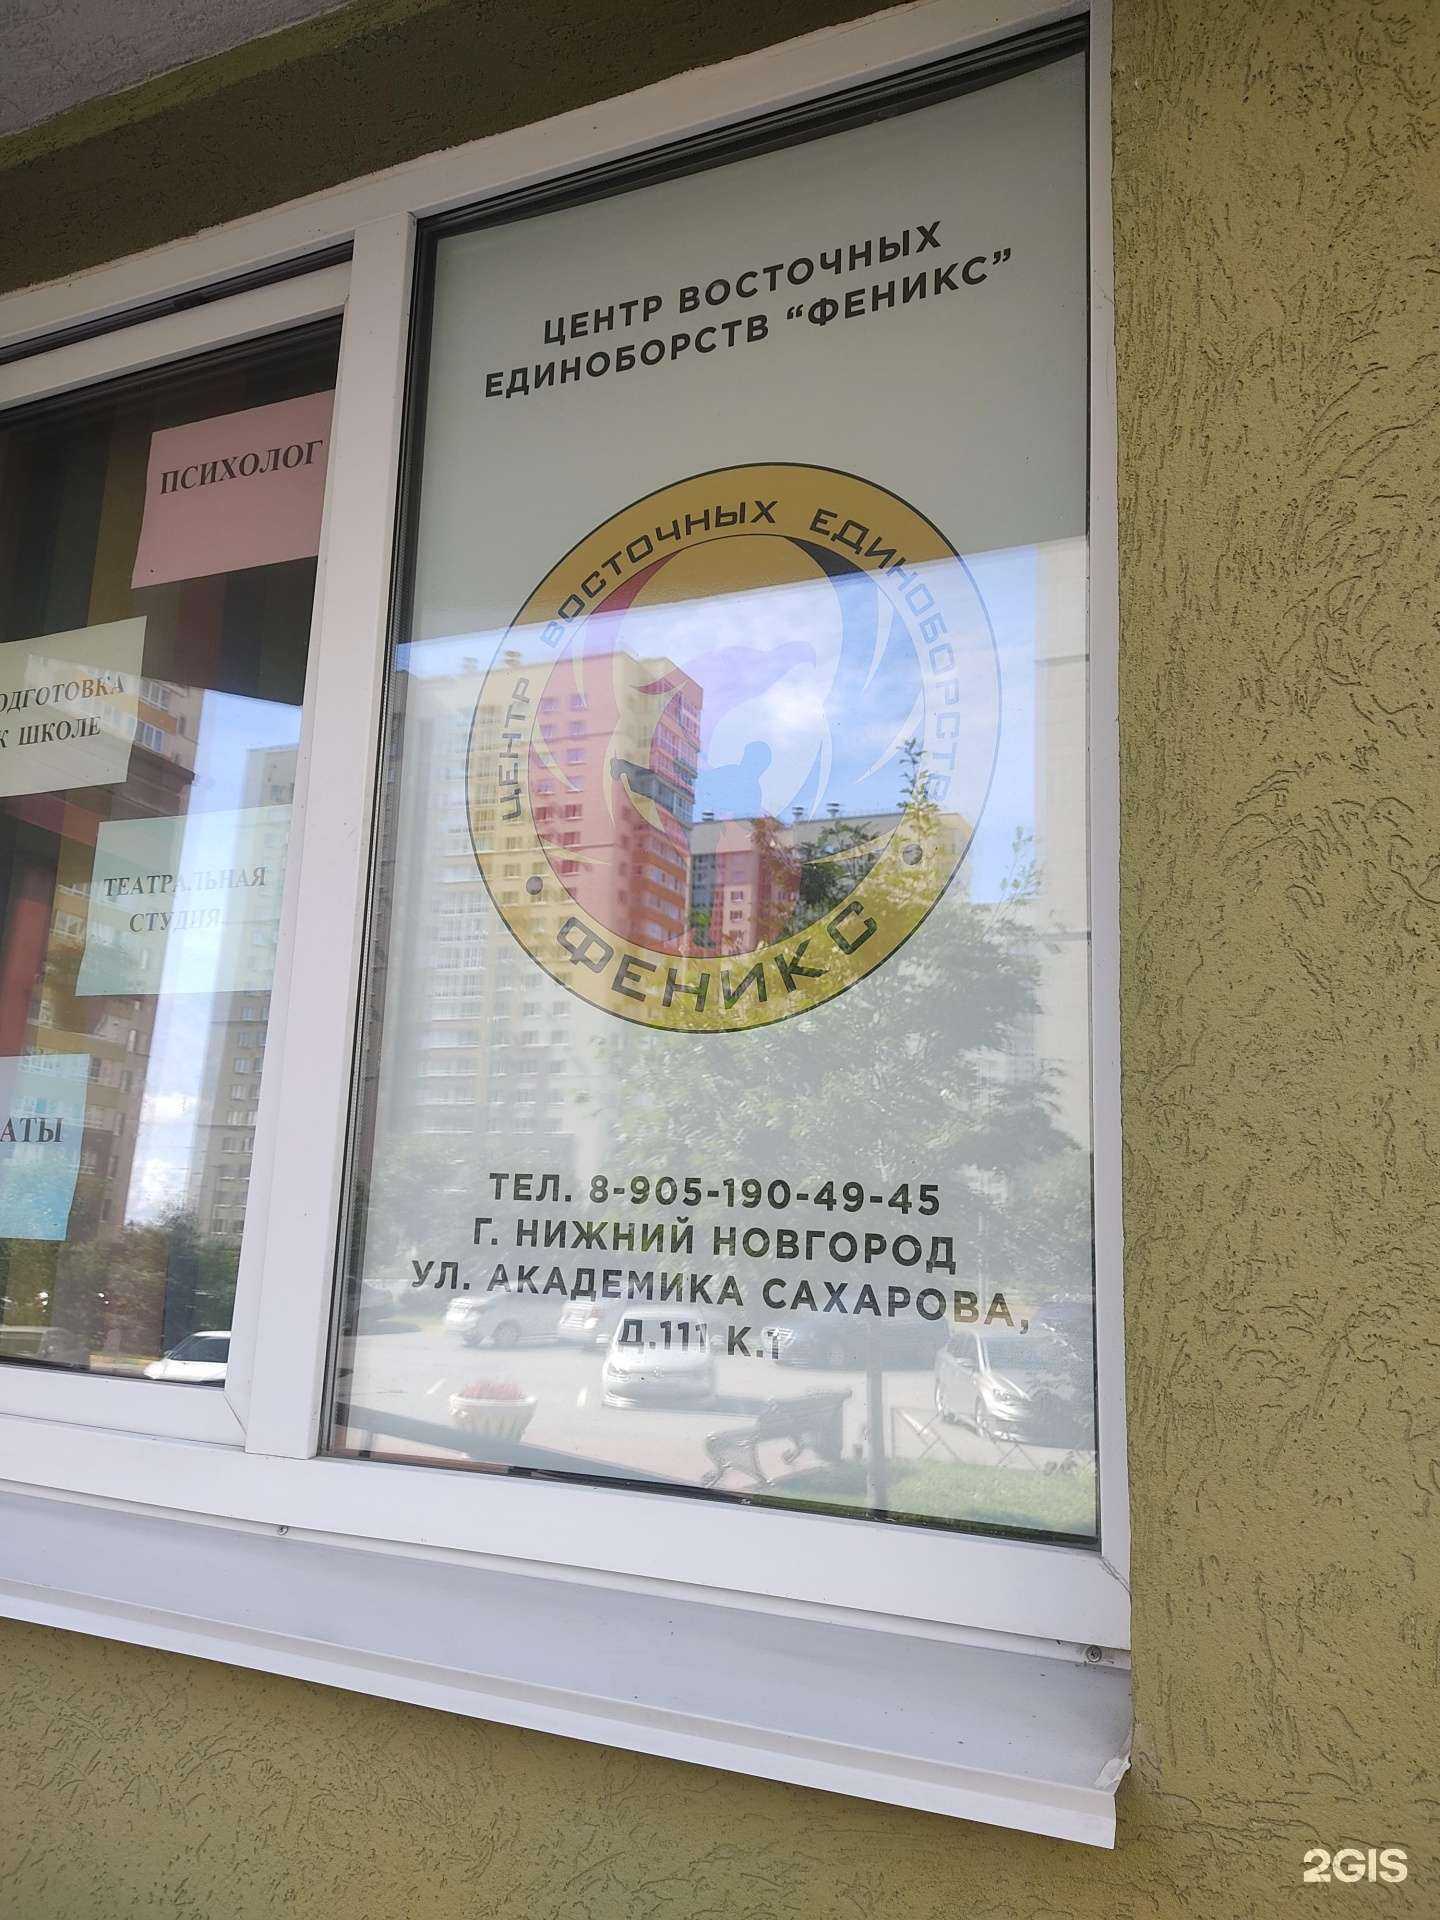 ЦЕНТР ВОСТОЧНЫХ
ЕДИНОБОРСТВ “ФЕНИКС”
ЦЕНТР ВОСТОЧНЫХ ЕДИНОБОРСТВ
• ФЕНИКС •
ТЕЛ. 8-905-190-49-45
Г. НИЖНИЙ НОВГОРОД
УЛ. АКАДЕМИКА САХАРОВА,
Д.111 К.1
ПСИХОЛОГ
ОДГОТОВКА
К ШКОЛЕ
ТЕАТРАЛЬНАЯ
СТУДИЯ
АТЫ
2GIS